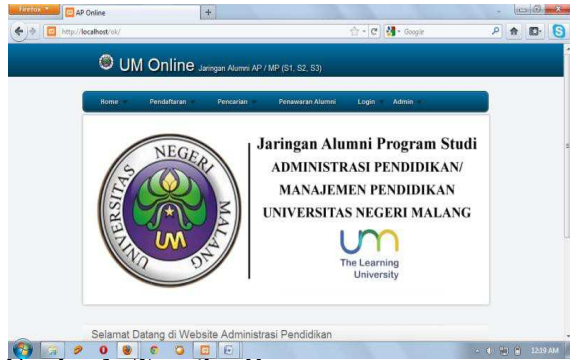 Firefox
AP Online
http://localhost/ok/
Google
UM Online Jaringan Alumni AP / MP (S1, S2, S3)
Home Pendaftaran Pencarian Penawaran Alumni Login Admin
UNIVERSITAS NEGERI MALANG
UM
Jaringan Alumni Program Studi
ADMINISTRASI PENDIDIKAN/
MANAJEMEN PENDIDIKAN
UNIVERSITAS NEGERI MALANG
um
The Learning
University
Selamat Datang di Website Administrasi Pendidikan
12:19 AM